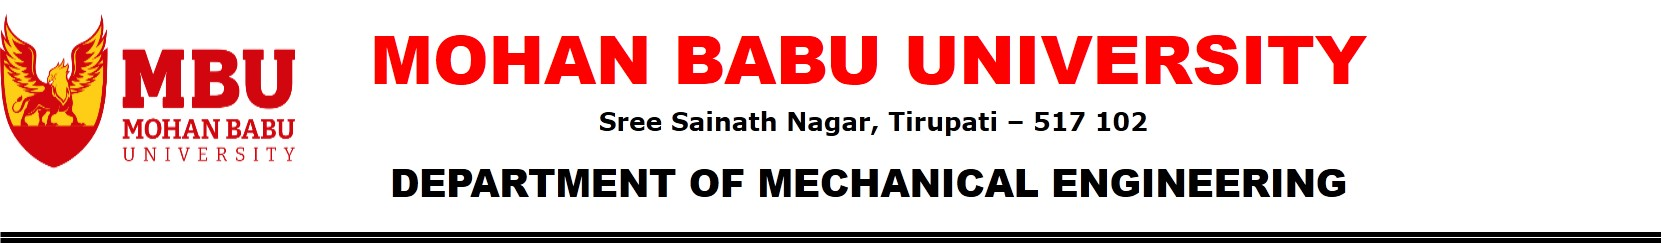 MBU
MOHAN BABU
UNIVERSITY
MOHAN BABU UNIVERSITY
Sree Sainath Nagar, Tirupati – 517 102
DEPARTMENT OF MECHANICAL ENGINEERING